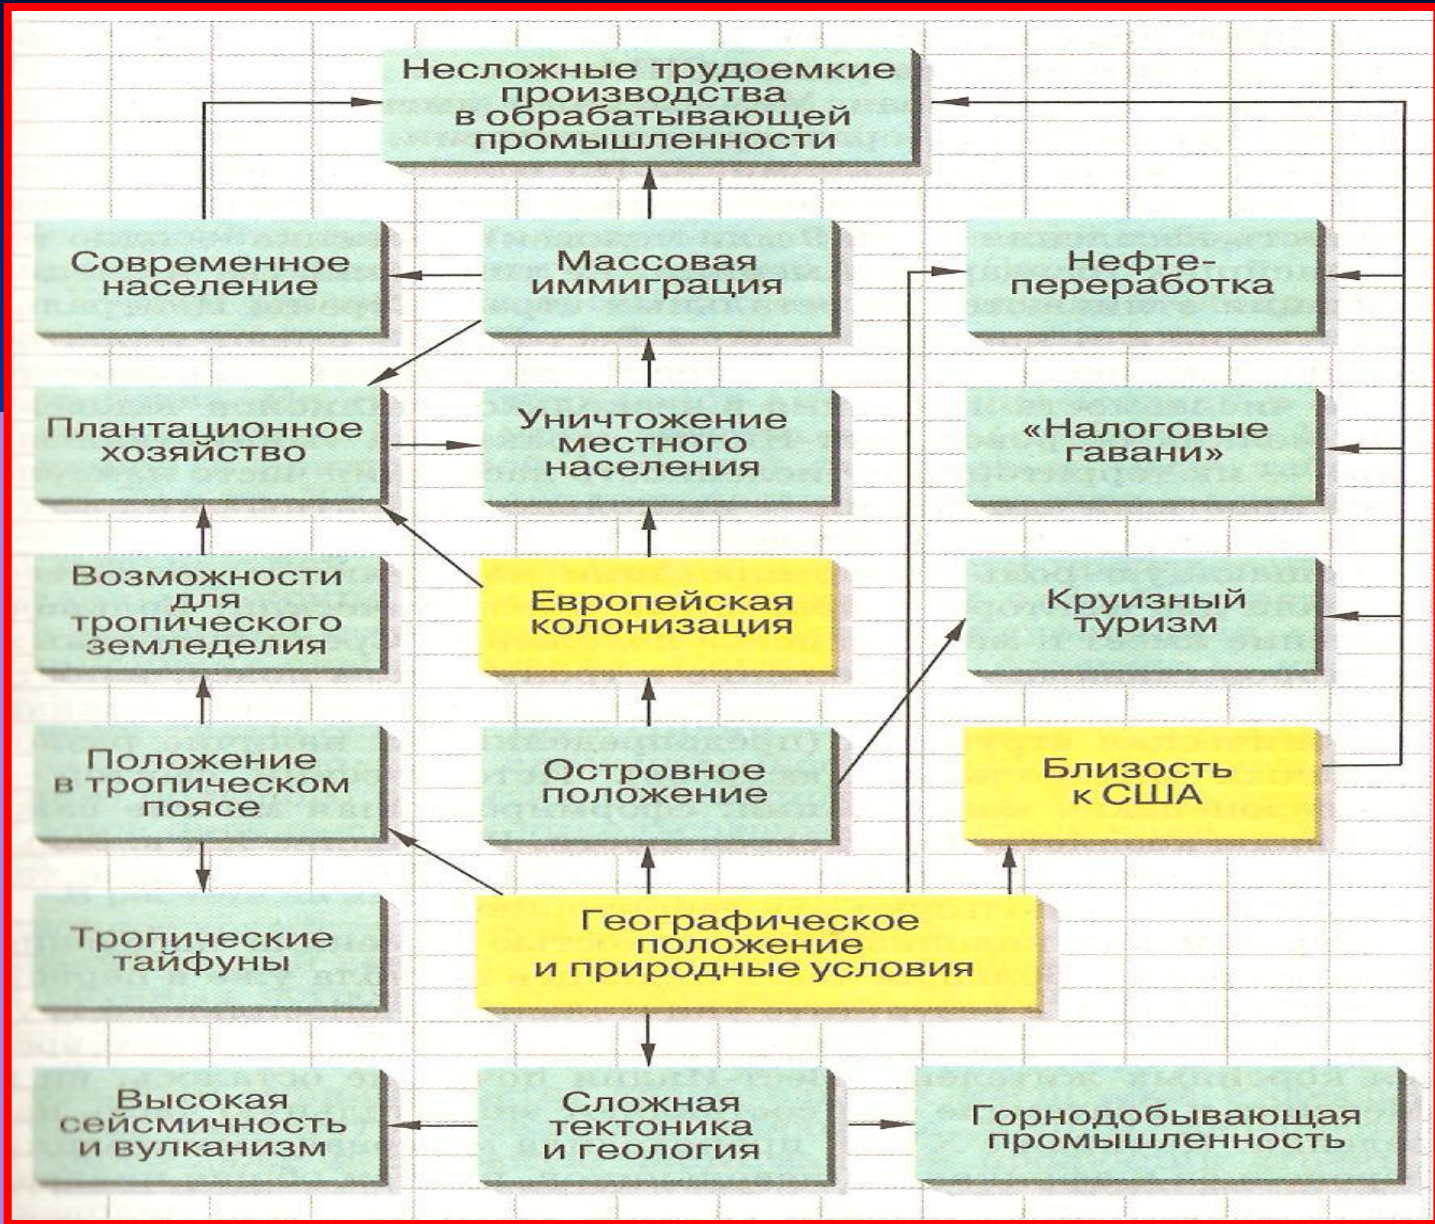 Несложные трудоемкие
производства
в обрабатывающей
промышленности
Современное
население
Массовая
иммиграция
Нефте-
переработка
Плантационное
хозяйство
Уничтожение
местного
населения
«Налоговые
гавани»
Возможности
для
тропического
земледелия
Европейская
колонизация
Круизный
туризм
Положение
в тропическом
поясе
Островное
положение
Близость
к США
Тропические
тайфуны
Географическое
положение
и природные условия
Высокая
сейсмичность
и вулканизм
Сложная
тектоника
и геология
Горнодобывающая
промышленность